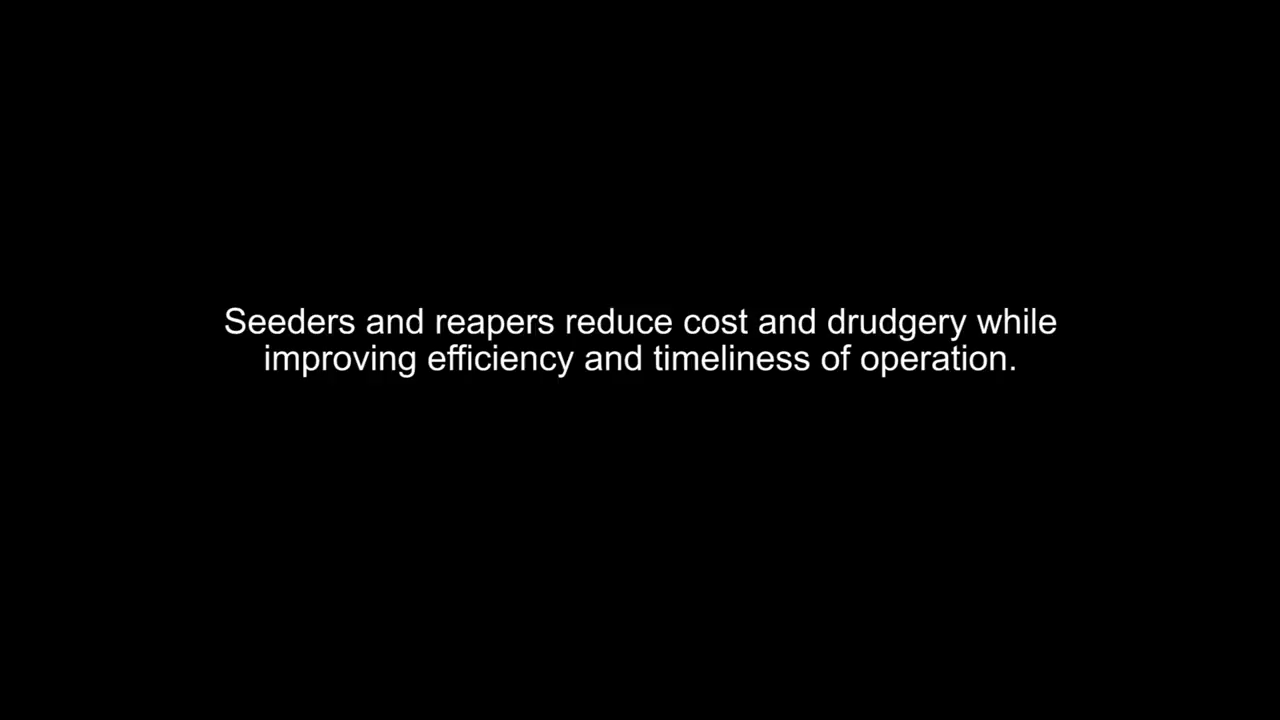 Seeders and reapers reduce cost and drudgery while
improving efficiency and timeliness of operation.